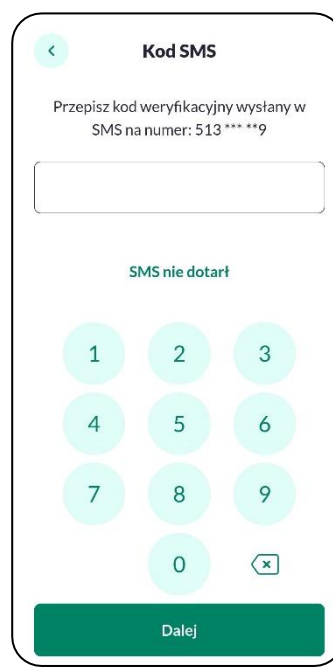 Kod SMS
Przepisz kod weryfikacyjny wysłany w
SMS na numer: 513 *** **9
SMS nie dotarł
1 2 3
4 5 6
7 8 9
0
Dalej